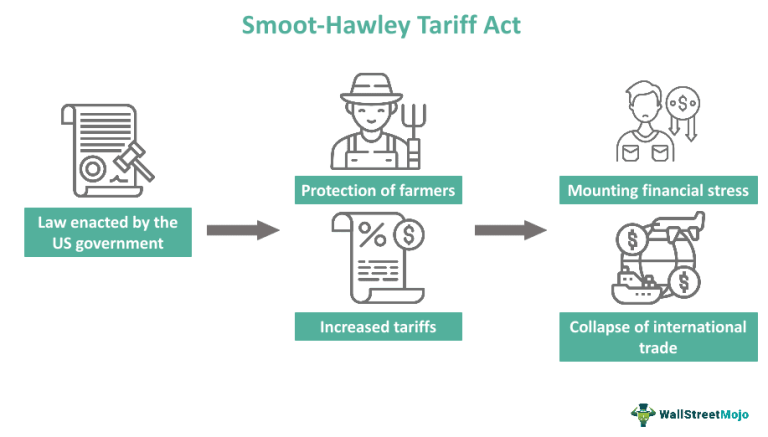 Smoot-Hawley Tariff Act
Law enacted by the
US government
Protection of farmers
%
$
Increased tariffs
$
Mounting financial stress
$
$
Collapse of international
trade
WallStreetMojo